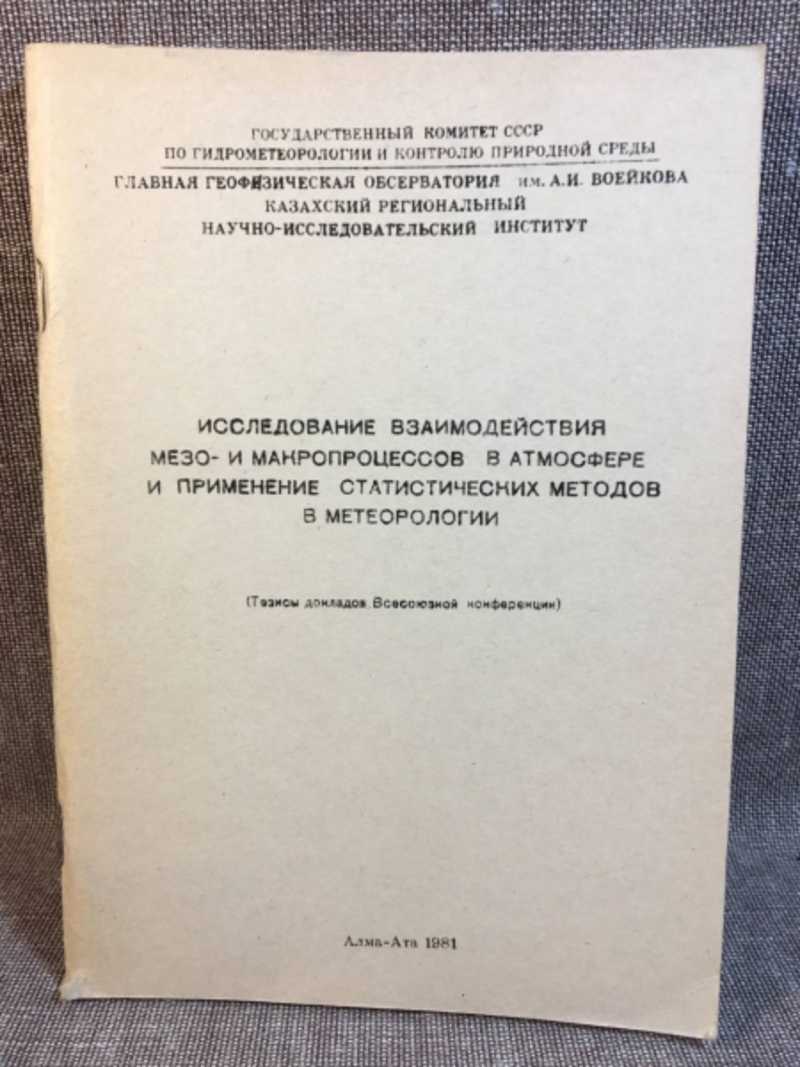 ГОСУДАРСТВЕННЫЙ КОМИТЕТ СССР
ПО ГИДРОМЕТЕОРОЛОГИИ И КОНТРОЛЮ ПРИРОДНОЙ СРЕДЫ
ГЛАВНАЯ ГЕОФИЗИЧЕСКАЯ ОБСЕРВАТОРИЯ им. А.И. ВОЕЙКОВА
КАЗАХСКИЙ РЕГИОНАЛЬНЫЙ
НАУЧНО-ИССЛЕДОВАТЕЛЬСКИЙ ИНСТИТУТ
ИССЛЕДОВАНИЕ ВЗАИМОДЕЙСТВИЯ
МЕЗО- И МАКРОПРОЦЕССОВ В АТМОСФЕРЕ
И ПРИМЕНЕНИЕ СТАТИСТИЧЕСКИХ МЕТОДОВ
В МЕТЕОРОЛОГИИ
(Тезисы докладов Всесоюзной конференции)
Алма-Ата 1981